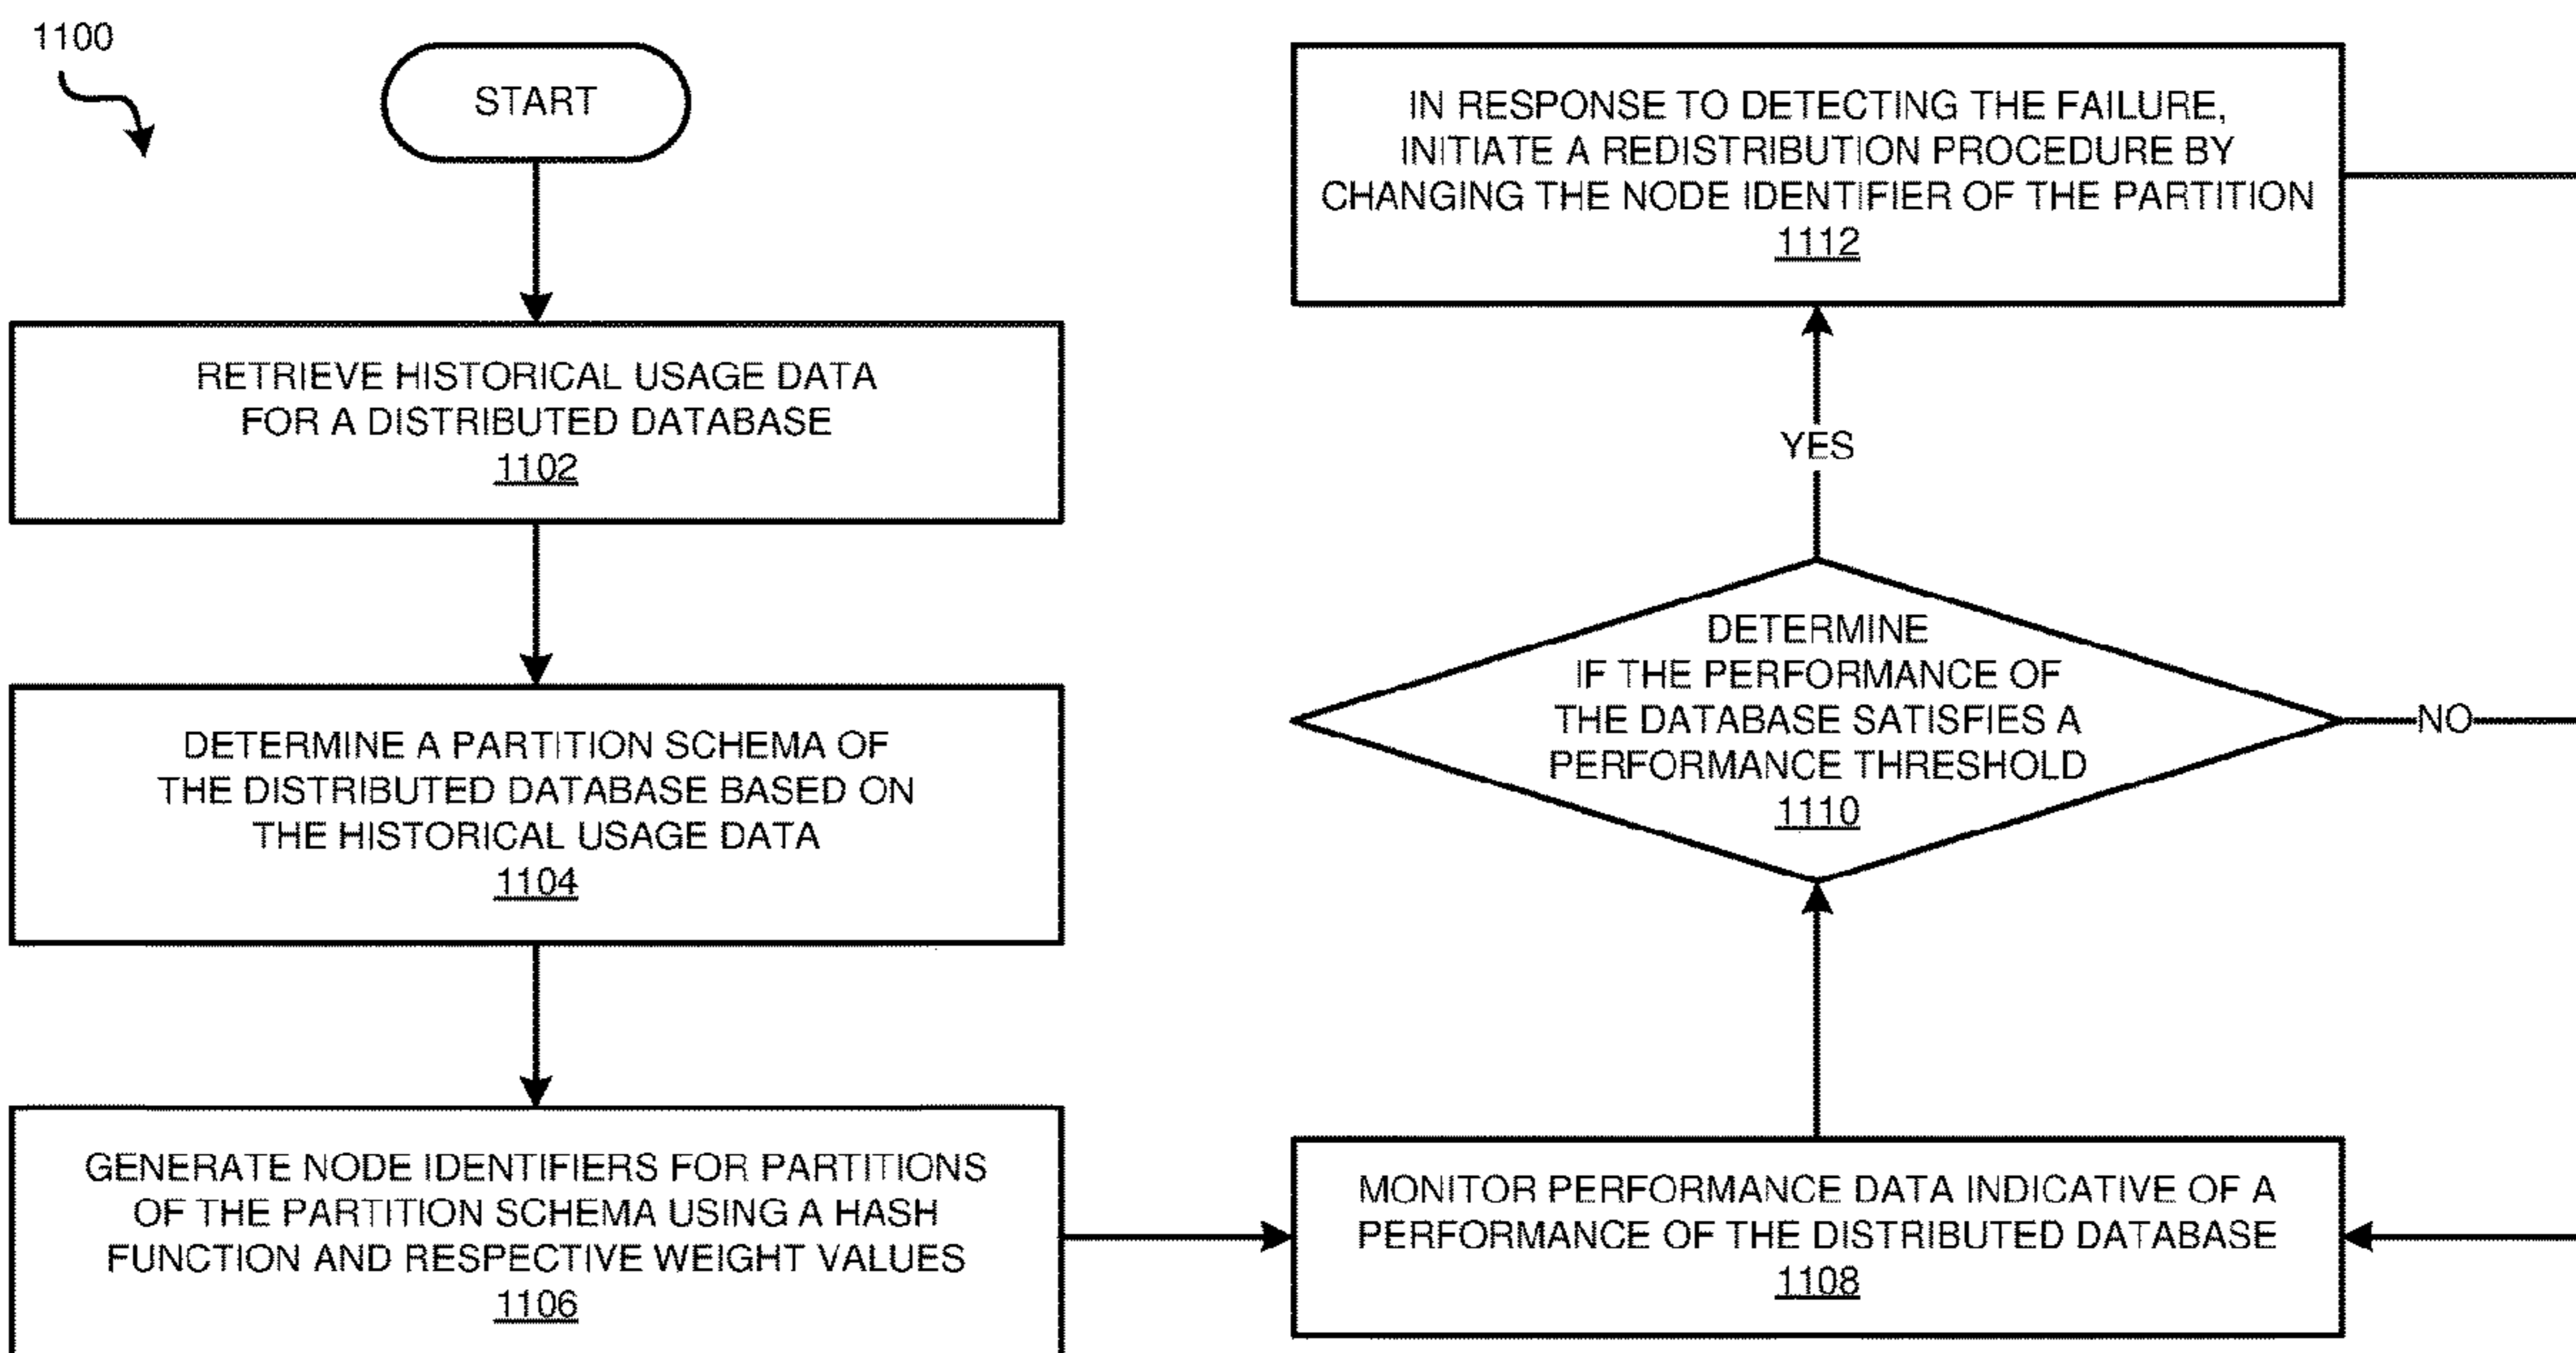 1100
START
RETRIEVE HISTORICAL USAGE DATA
FOR A DISTRIBUTED DATABASE
1102
DETERMINE A PARTITION SCHEMA OF
THE DISTRIBUTED DATABASE BASED ON
THE HISTORICAL USAGE DATA
1104
GENERATE NODE IDENTIFIERS FOR PARTITIONS
OF THE PARTITION SCHEMA USING A HASH
FUNCTION AND RESPECTIVE WEIGHT VALUES
1106
MONITOR PERFORMANCE DATA INDICATIVE OF A
PERFORMANCE OF THE DISTRIBUTED DATABASE
1108
DETERMINE
IF THE PERFORMANCE OF
THE DATABASE SATISFIES A
PERFORMANCE THRESHOLD
1110
NO
YES
IN RESPONSE TO DETECTING THE FAILURE,
INITIATE A REDISTRIBUTION PROCEDURE BY
CHANGING THE NODE IDENTIFIER OF THE PARTITION
1112